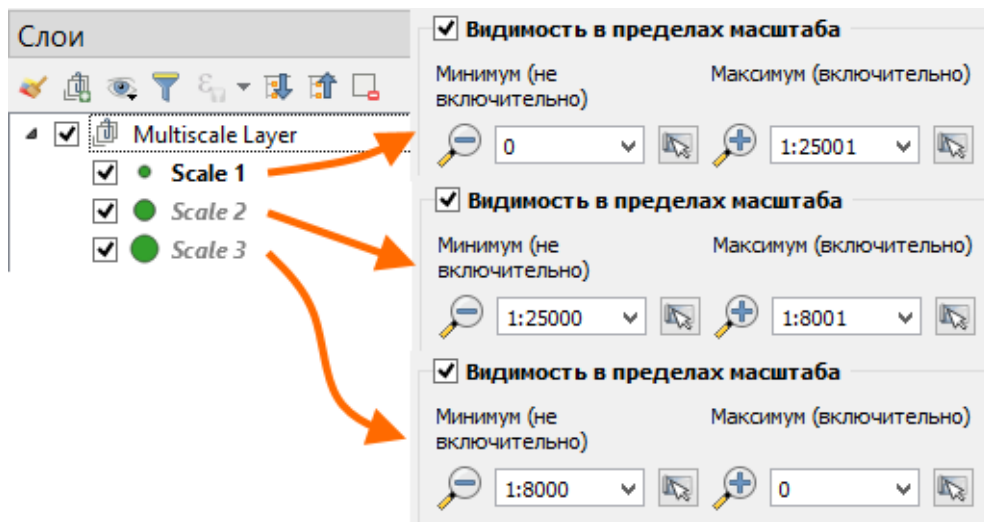 Слои
Multiscale Layer
Scale 1
Scale 2
Scale 3
Видимость в пределах масштаба
Минимум (не
включительно)
Максимум (включительно)
0
1:25001
Видимость в пределах масштаба
Минимум (не
включительно)
Максимум (включительно)
1:25000
1:8001
Видимость в пределах масштаба
Минимум (не
включительно)
Максимум (включительно)
1:8000
0